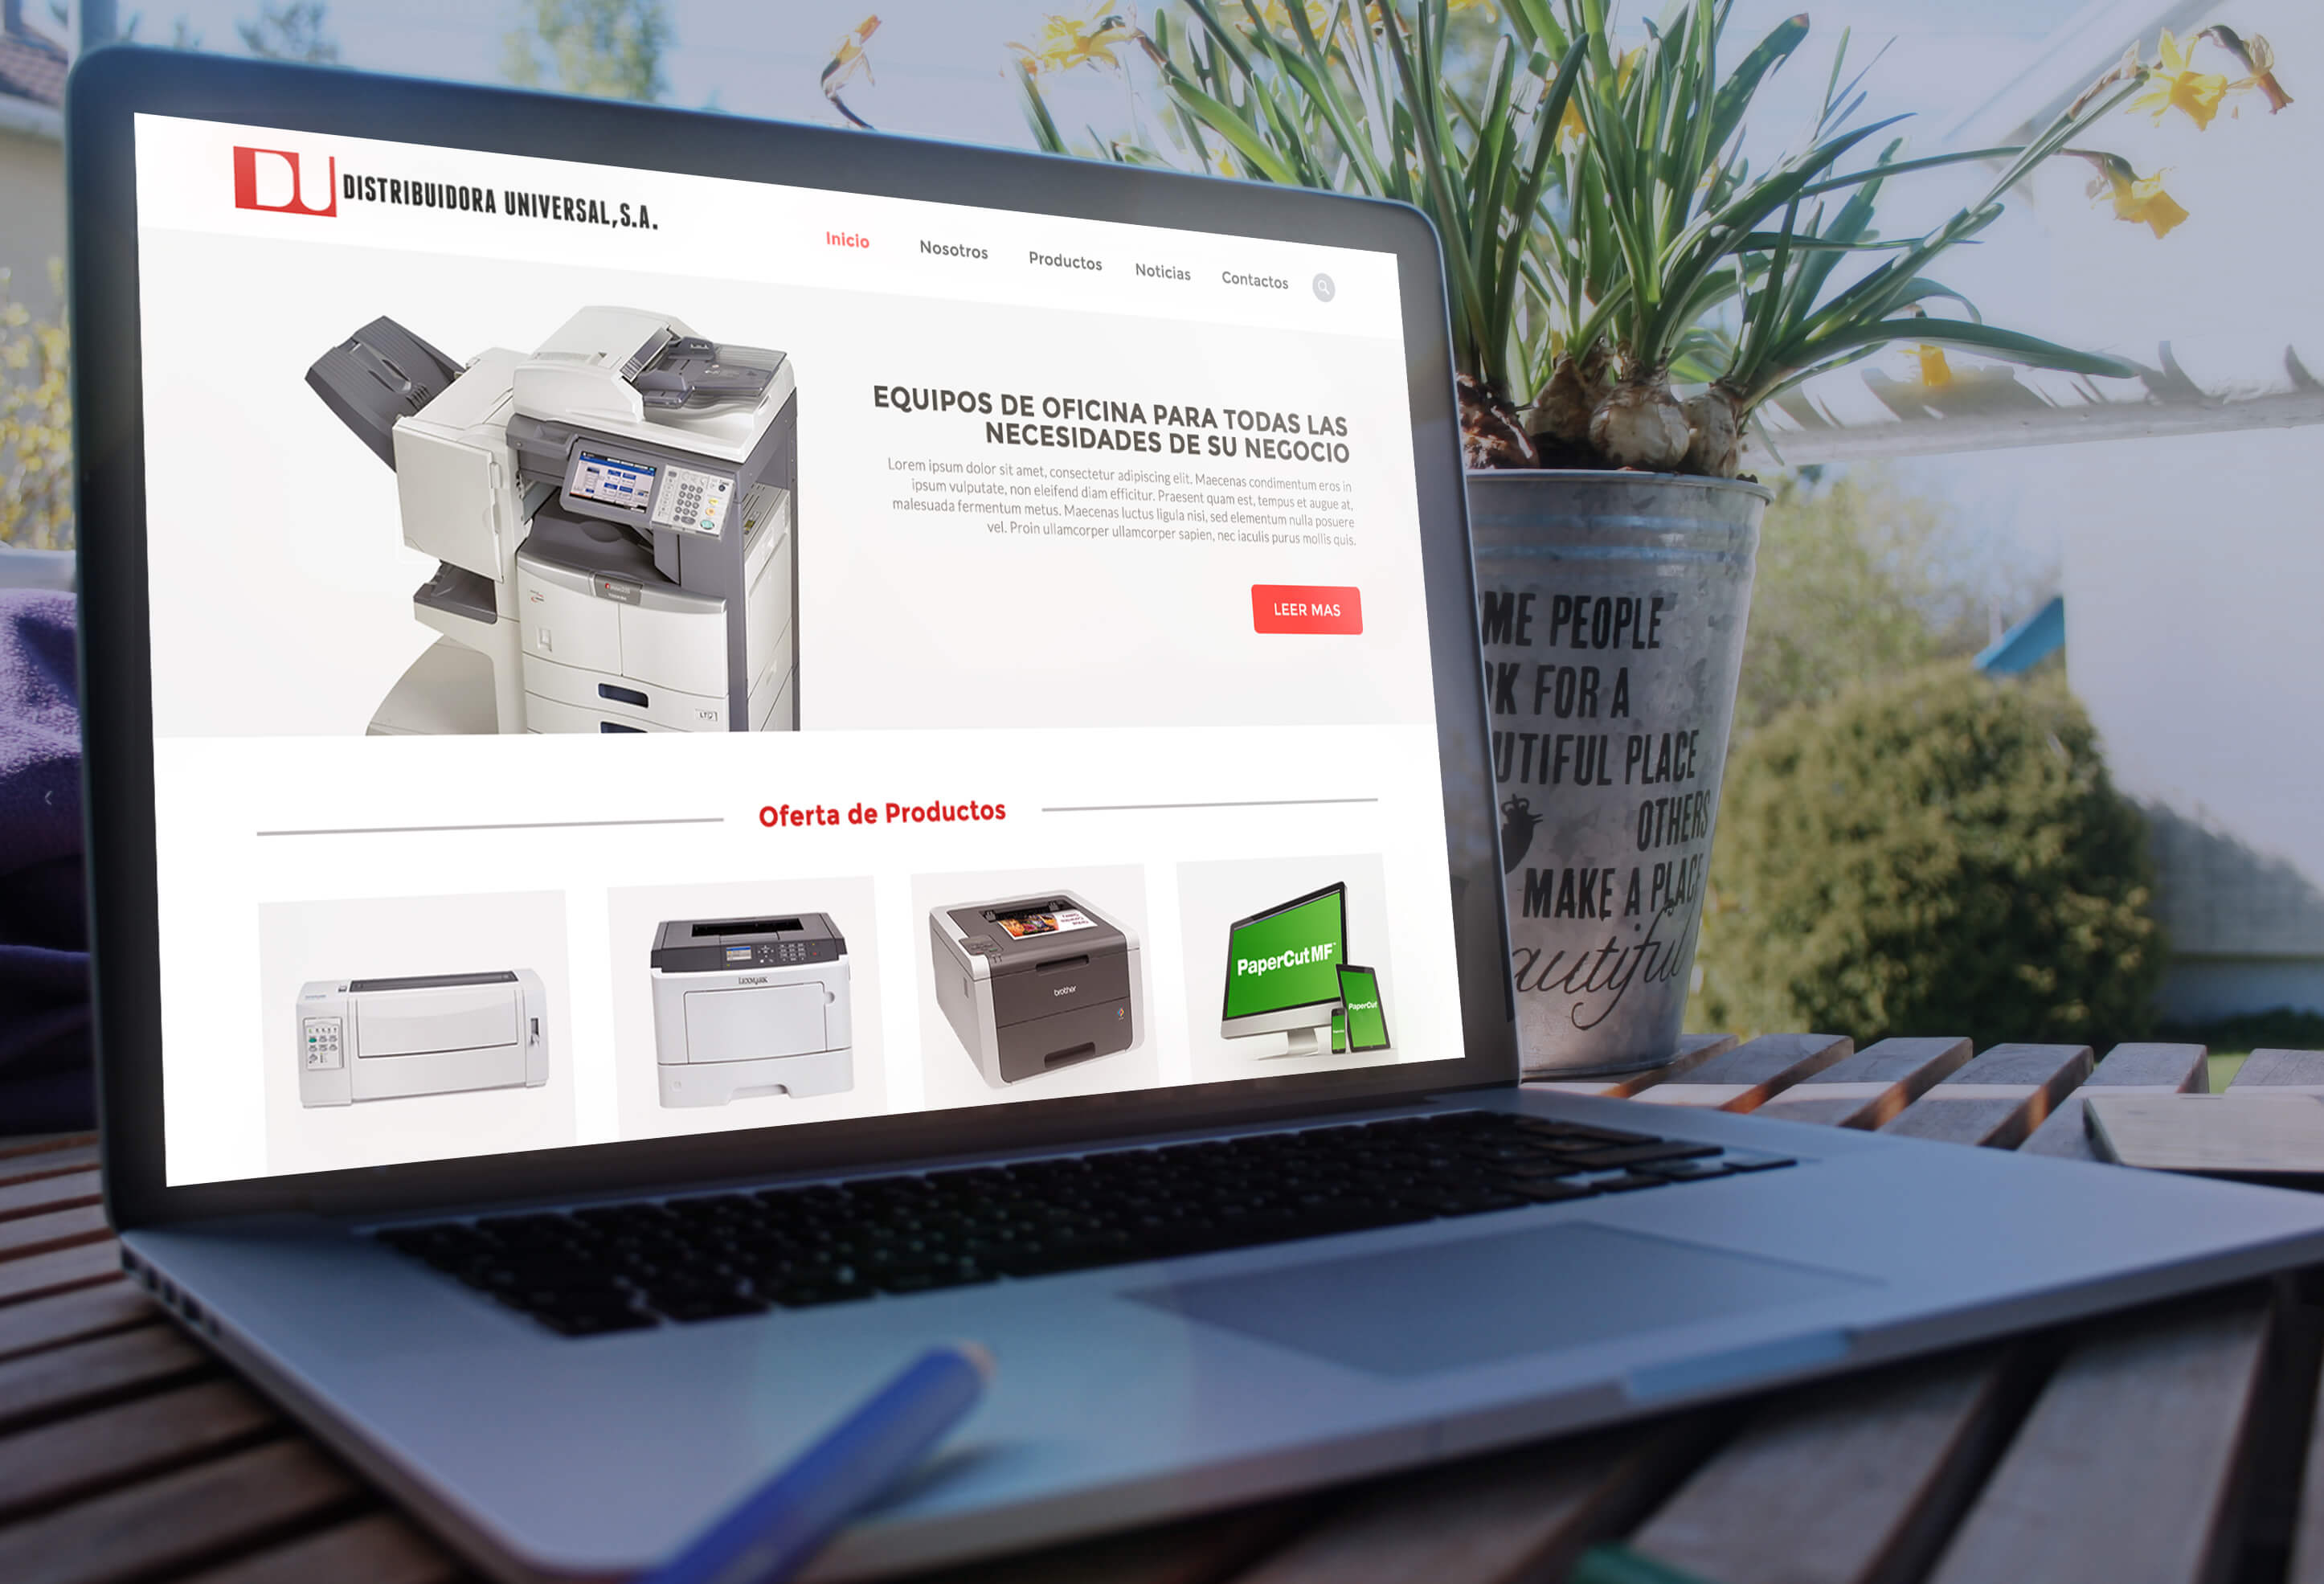 DU DISTRIBUIDORA UNIVERSAL,S.A.
Inicio Nosotros Productos Noticias Contactos
EQUIPOS DE OFICINA PARA TODAS LAS
NECESIDADES DE SU NEGOCIO
Lorem ipsum dolor sit amet, consectetur adipiscing elit. Maecenas condimentum eros in
ipsum vulputate, non eleifend diam efficitur. Praesent quam est, tempus et augue at,
malesuada fermentum metus. Maecenas luctus ligula nisi, sed elementum nulla posuere
vel. Proin ullamcorper ullamcorper sapien, nec iaculis purus mollis quis.
LEER MAS
Oferta de Productos
LEXMARK
brother
PaperCut MF
PaperCut
ME PEOPLE
K FOR A
UTIFUL PLACE
OTHERS
MAKE A PLACE
autiful